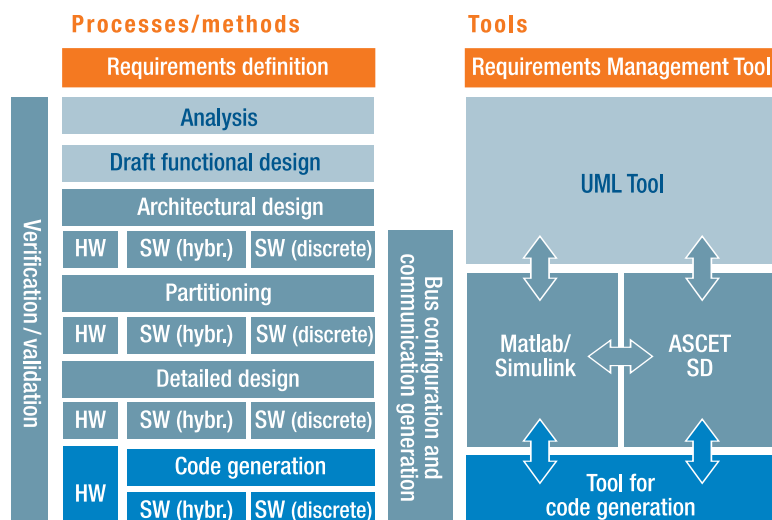 Processes/methods
Tools
Requirements definition
Requirements Management Tool
Verification / validation
Analysis
Draft functional design
Architectural design
HW
SW (hybr.)
SW (discrete)
Partitioning
HW
SW (hybr.)
SW (discrete)
Detailed design
HW
SW (hybr.)
SW (discrete)
HW
Code generation
SW (hybr.)
SW (discrete)
Bus configuration and
communication generation
UML Tool
Matlab/
Simulink
ASCET
SD
Tool for
code generation